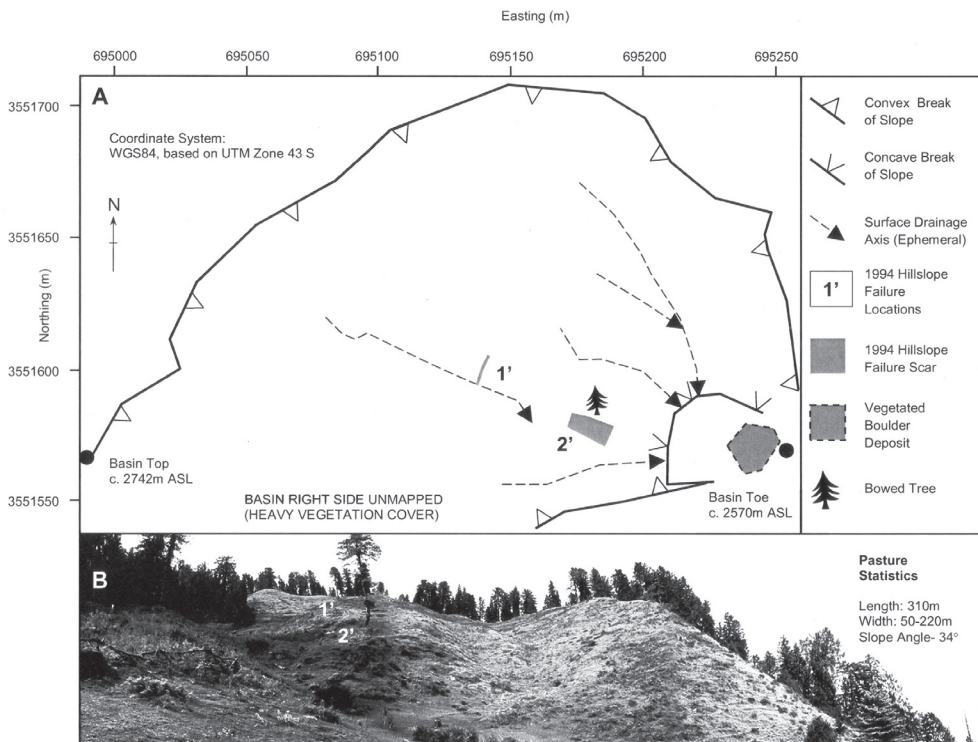 Easting (m)
695000 695050 695100 695150 695200 695250
A
3551700
3551650
3551600
3551550
Northing (m)
Coordinate System:
WGS84, based on UTM Zone 43 S
N
1’
2’
Basin Top
c. 2742m ASL
BASIN RIGHT SIDE UNMAPPED
(HEAVY VEGETATION COVER)
Basin Toe
c. 2570m ASL
Convex Break
of Slope
Concave Break
of Slope
Surface Drainage
Axis (Ephemeral)
1’
1994 Hillslope
Failure
Locations
1994 Hillslope
Failure Scar
Vegetated
Boulder
Deposit
Bowed Tree
B
1’
2’
Pasture
Statistics
Length: 310m
Width: 50-220m
Slope Angle- 34°